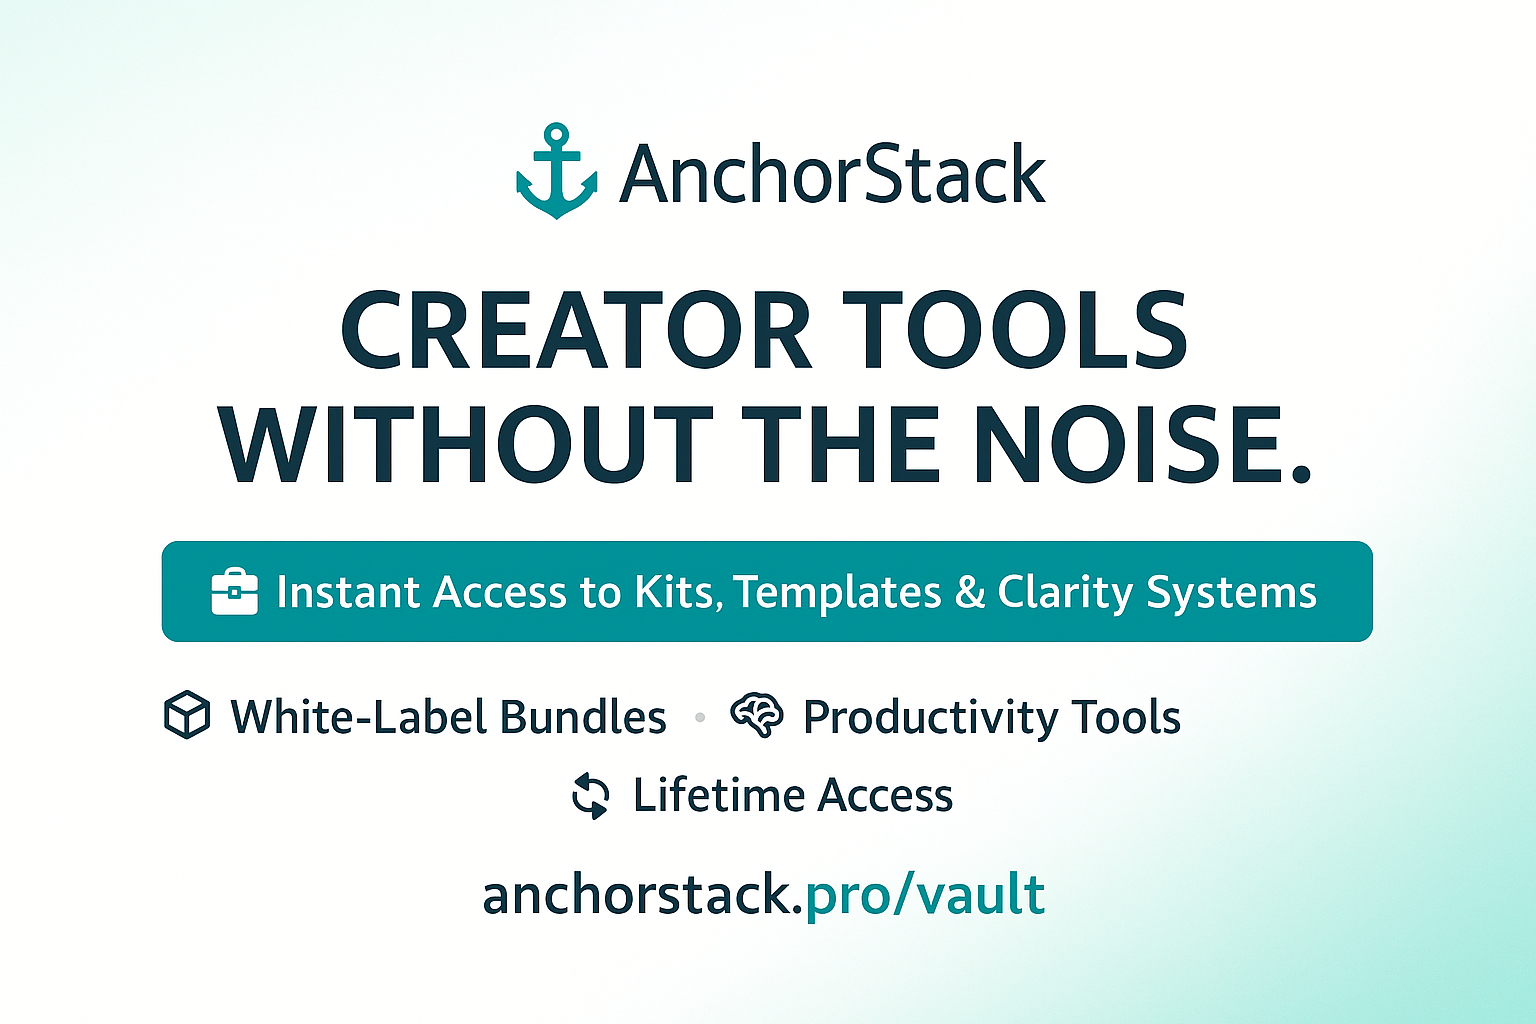 AnchorStack
CREATOR TOOLS
WITHOUT THE NOISE.
Instant Access to Kits, Templates & Clarity Systems
White-Label Bundles • Productivity Tools
Lifetime Access
anchorstack.pro/vault